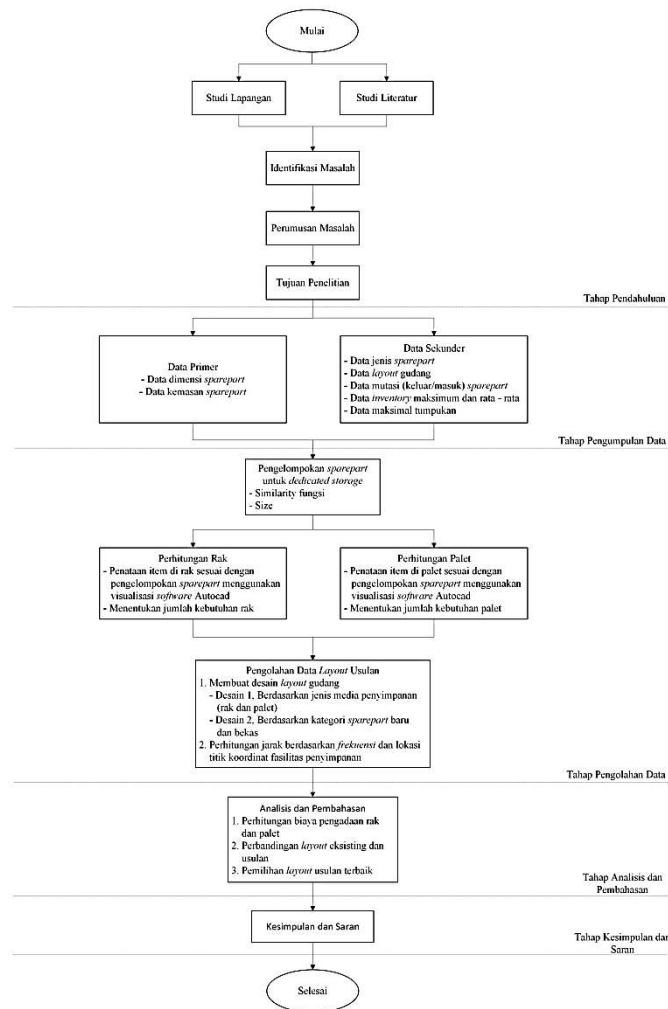 Mulai
Studi Lapangan
Studi Literatur
Identifikasi Masalah
Perumusan Masalah
Tujuan Penelitian
Tahap Pendahuluan
Data Primer
- Data dimensi sparepart
- Data kemasan sparepart
Data Sekunder
- Data jenis sparepart
- Data layout gudang
- Data mutasi (keluar/masuk) sparepart
- Data inventory maksimum dan rata - rata
- Data maksimal tumpukan
Tahap Pengumpulan Data
Pengelompokan sparepart
untuk dedicated storage
- Similarity fungsi
- Size
Perhitungan Rak
- Penataan item di rak sesuai dengan
pengelompokan sparepart menggunakan
visualisasi software Autocad
- Menentukan jumlah kebutuhan rak
Perhitungan Palet
- Penataan item di palet sesuai dengan
pengelompokan sparepart menggunakan
visualisasi software Autocad
- Menentukan jumlah kebutuhan palet
Pengolahan Data Layout Usulan
1. Membuat desain layout gudang
- Desain 1, Berdasarkan jenis media penyimpanan
(rak dan palet)
- Desain 2, Berdasarkan kategori sparepart baru
dan bekas
2. Perhitungan jarak berdasarkan frekuensi dan lokasi
titik koordinat fasilitas penyimpanan
Tahap Pengolahan Data
Analisis dan Pembahasan
1. Perhitungan biaya pengadaan rak
dan palet
2. Perbandingan layout eksisting dan
usulan
3. Pemilihan layout usulan terbaik
Tahap Analisis dan
Pembahasan
Kesimpulan dan Saran
Tahap Kesimpulan dan
Saran
Selesai